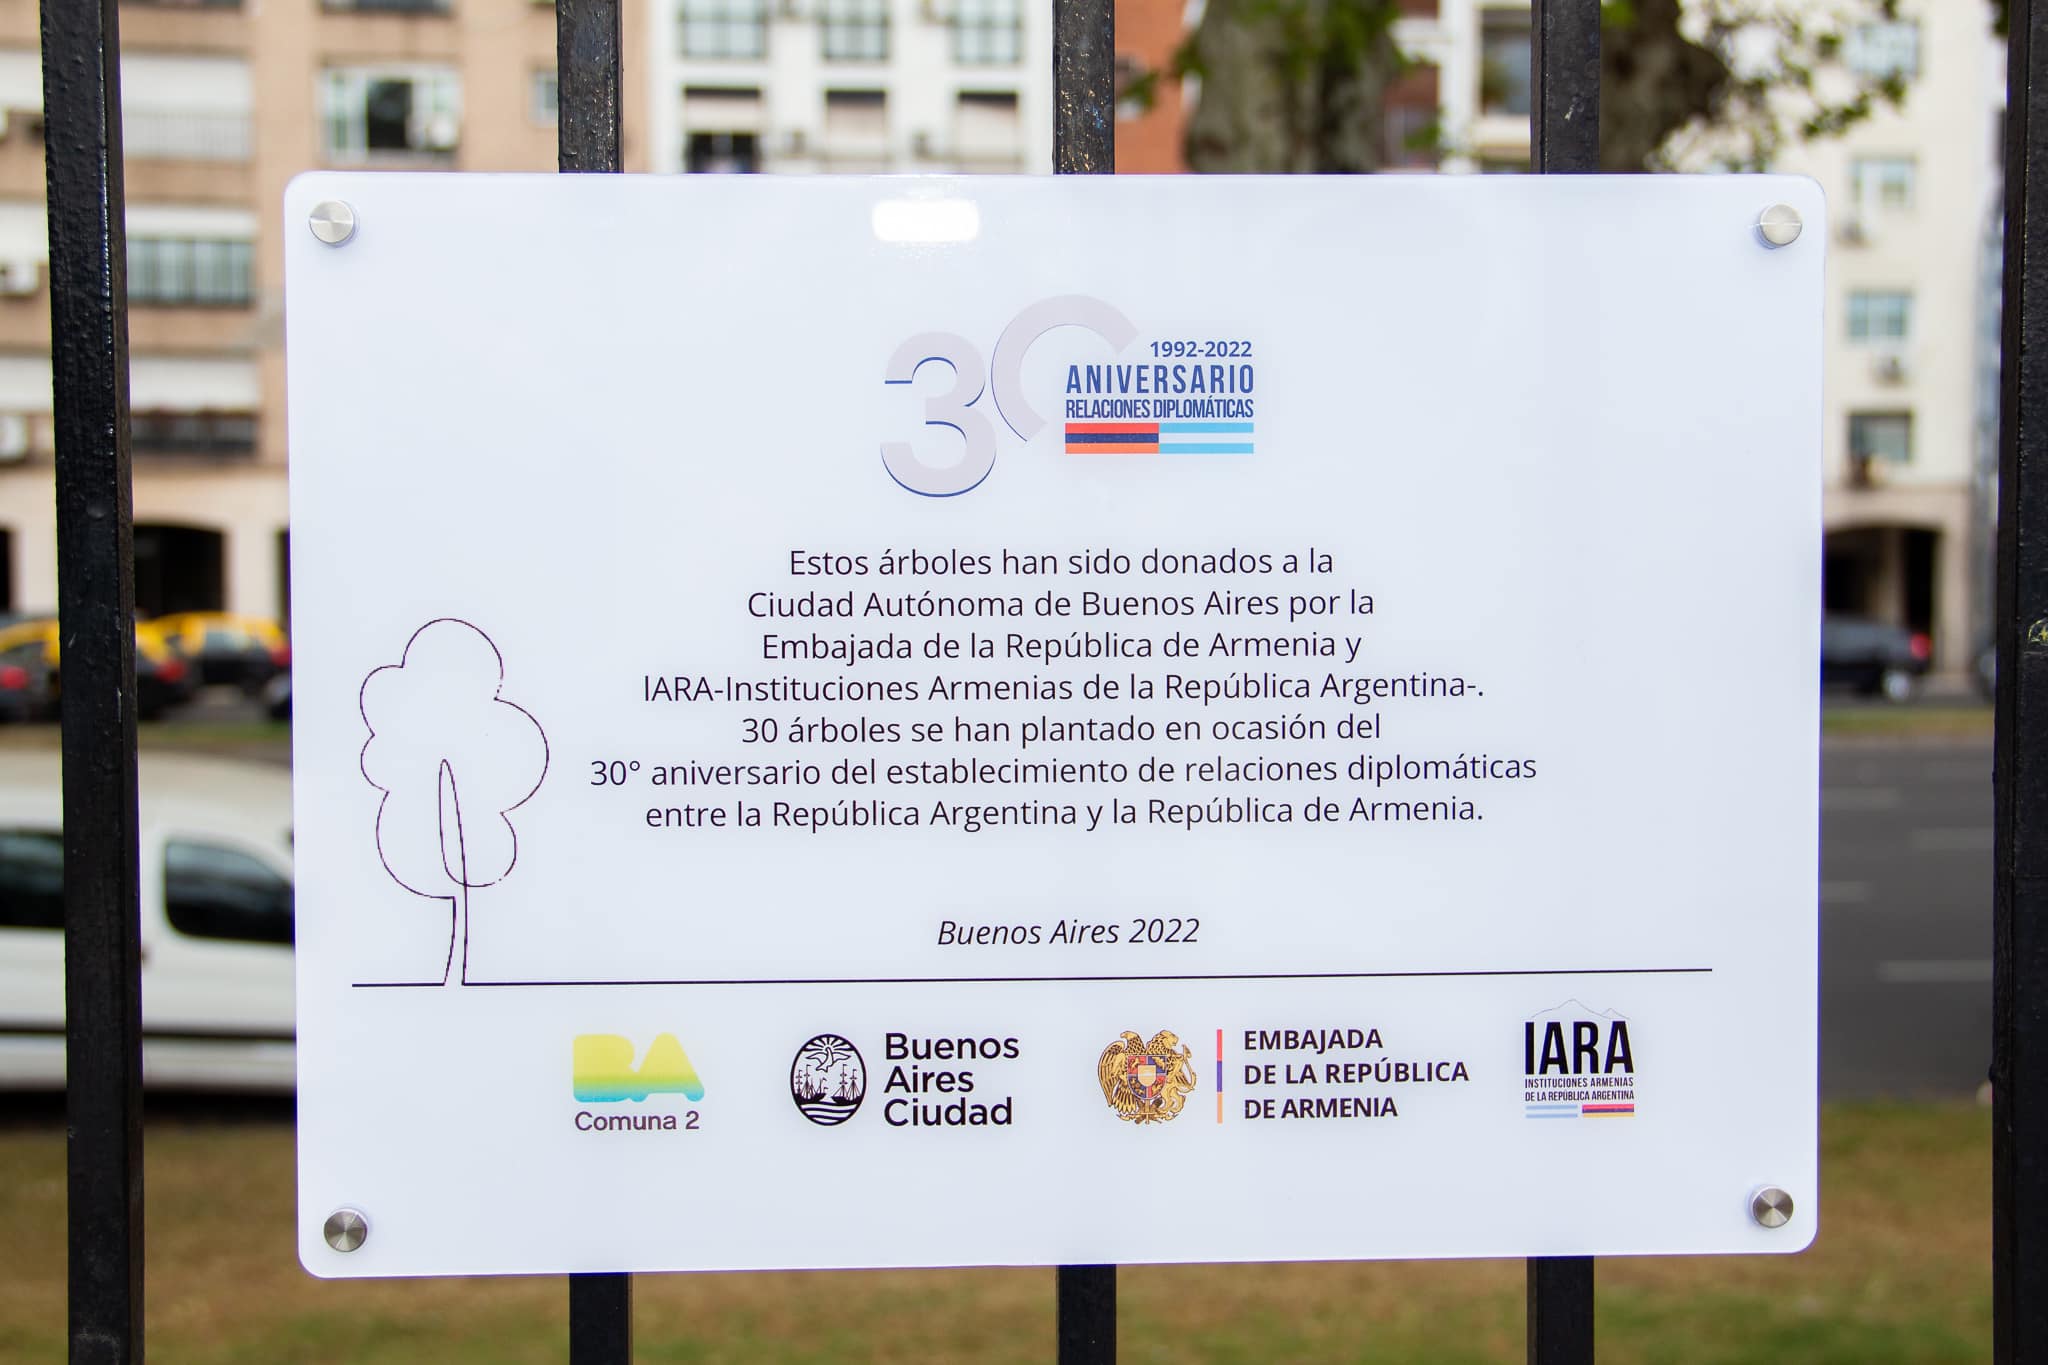 30
1992-2022
ANIVERSARIO
RELACIONES DIPLOMÁTICAS
Estos árboles han sido donados a la
Ciudad Autónoma de Buenos Aires por la
Embajada de la República de Armenia y
IARA-Instituciones Armenias de la República Argentina-.
30 árboles se han plantado en ocasión del
30° aniversario del establecimiento de relaciones diplomáticas
entre la República Argentina y la República de Armenia.
Buenos Aires 2022
BA
Comuna 2
Buenos
Aires
Ciudad
EMBAJADA
DE LA REPÚBLICA
DE ARMENIA
IARA
INSTITUCIONES ARMENIAS
DE LA REPÚBLICA ARGENTINA